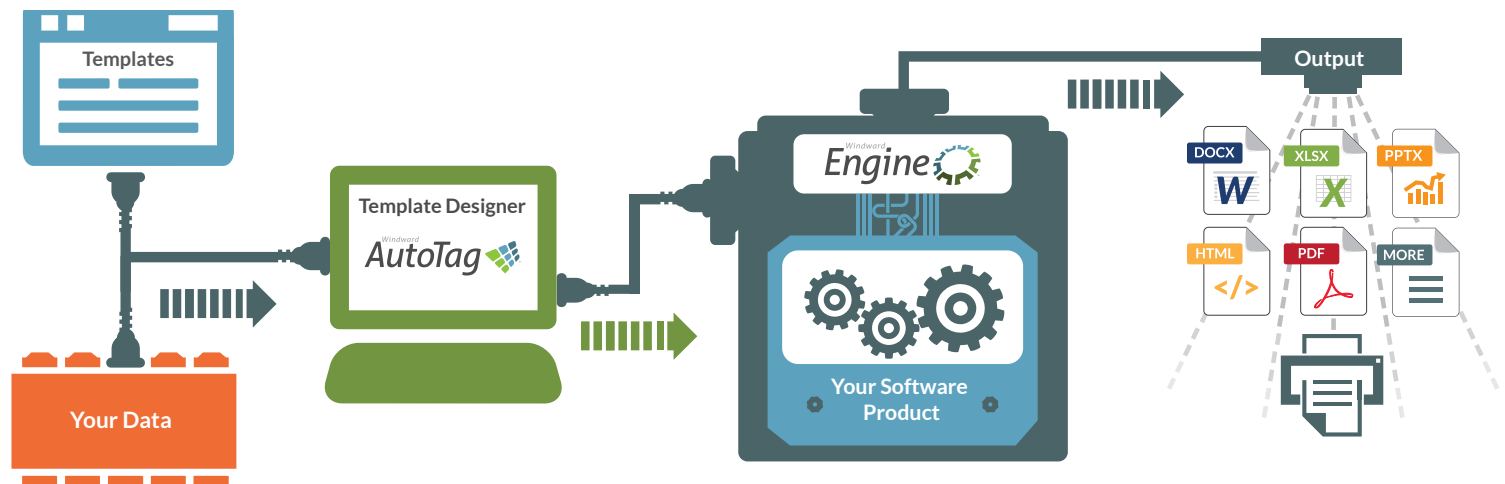 Templates
Your Data
Template Designer
Windward
AutoTag
Windward
Engine
Your Software
Product
Output
DOCX
W
XLSX
X
PPTX
HTML
</>
PDF
MORE